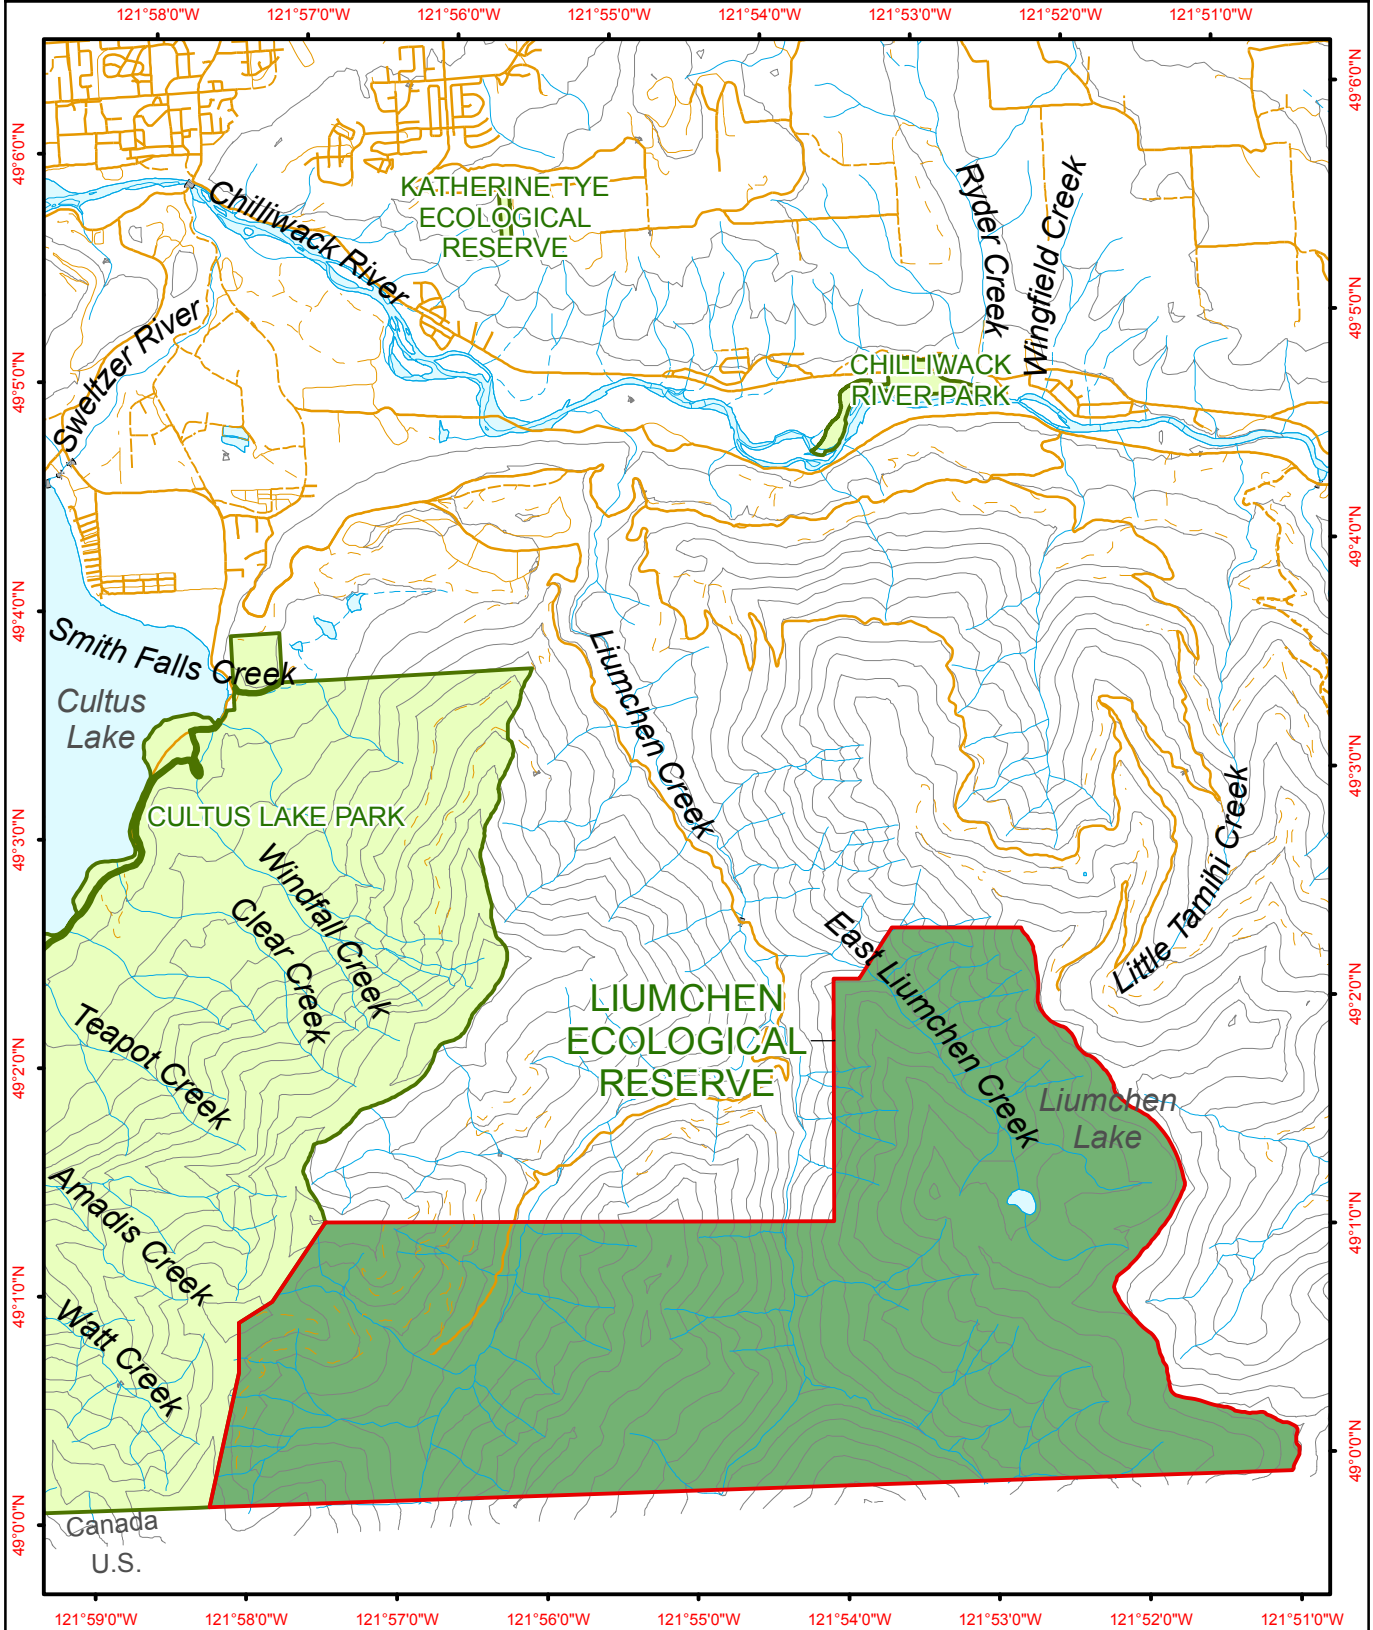 121°58'0"W 121°57'0"W 121°56'0"W 121°55'0"W 121°54'0"W 121°53'0"W 121°52'0"W 121°51'0"W
49°6'0"N
49°6'0"N
KATHERINE TYE
ECOLOGICAL
RESERVE
Chilliwack River
Ryder Creek
Wingfield Creek
49°5'0"N
Sweltzer River
49°5'0"N
CHILLIWACK
RIVER PARK
49°4'0"N
49°4'0"N
Smith Falls Creek
Liumchen Creek
Cultus
Lake
49°3'0"N
CULTUS LAKE PARK
49°3'0"N
Little Tamihi Creek
Windfall Creek
Clear Creek
East Liumchen Creek
49°2'0"N
LIUMCHEN
ECOLOGICAL
RESERVE
Teapot Creek
49°2'0"N
Liumchen
Lake
Amadis Creek
49°1'0"N
49°1'0"N
Watt Creek
49°0'0"N
49°0'0"N
Canada
U.S.
121°59'0"W 121°58'0"W 121°57'0"W 121°56'0"W 121°55'0"W 121°54'0"W 121°53'0"W 121°52'0"W 121°51'0"W